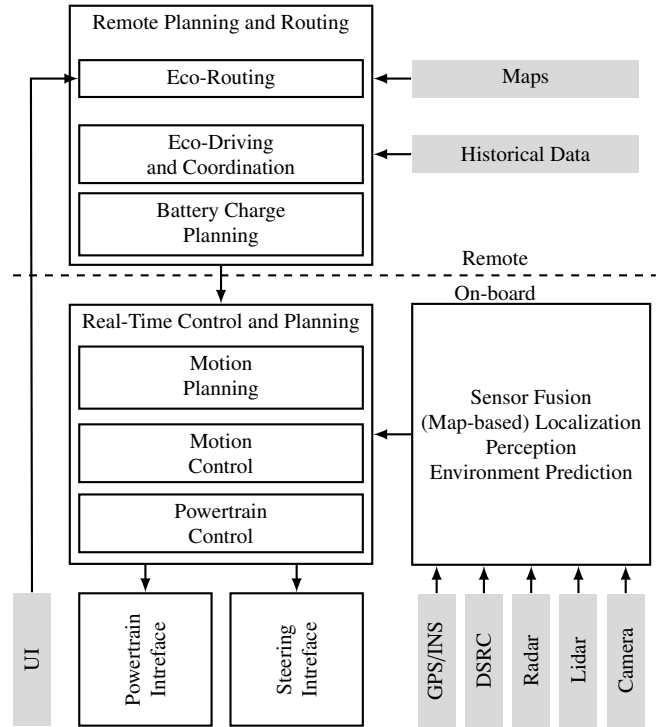 Remote Planning and Routing
Eco-Routing
Maps
Eco-Driving
and Coordination
Historical Data
Battery Charge
Planning
Remote
On-board
Real-Time Control and Planning
Motion
Planning
Motion
Control
Powertrain
Control
Sensor Fusion
(Map-based) Localization
Perception
Environment Prediction
UI
Powertrain
Intreface
Steering
Intreface
GPS/INS
DSRC
Radar
Lidar
Camera